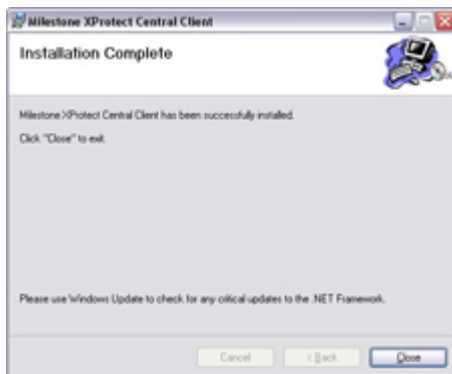 Milestone XProtect Central Client
Installation Complete
Milestone XProtect Central Client has been successfully installed.
Click "Close" to exit.
Please use Windows Update to check for any critical updates to the .NET Framework.
Cancel
< Back
Close